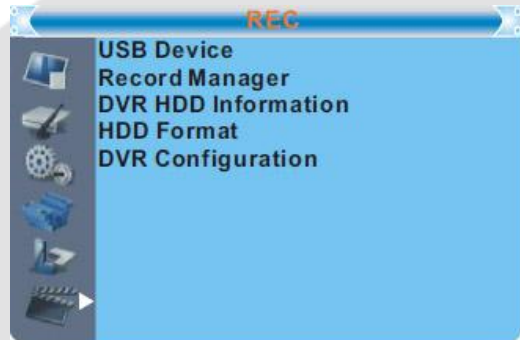 REC
USB Device
Record Manager
DVR HDD Information
HDD Format
DVR Configuration